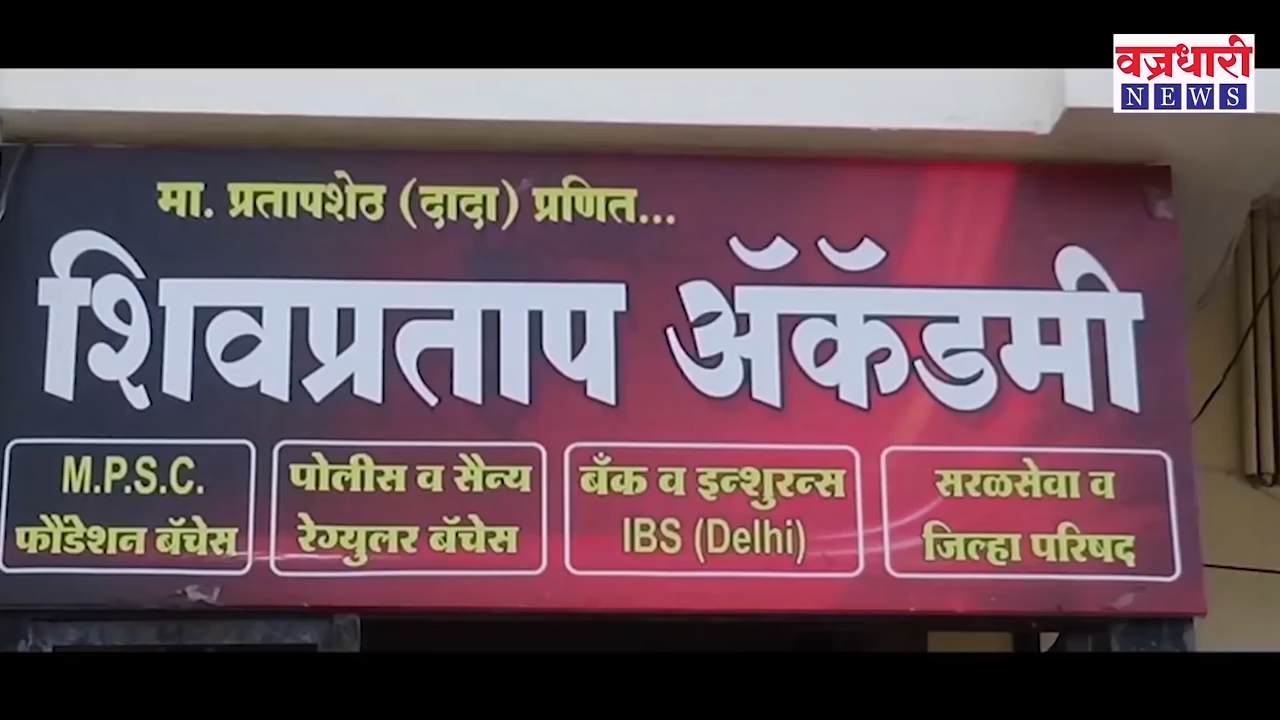 वज्रधारी
NEWS
मा. प्रतापशेठ (दादा) प्रणित...
शिवप्रताप ॲकॅडमी
M.P.S.C.
फौंडेशन बॅचेस
पोलीस व सैन्य
रेग्युलर बॅचेस
बँक व इन्शुरन्स
IBS (Delhi)
सरळसेवा व
जिल्हा परिषद